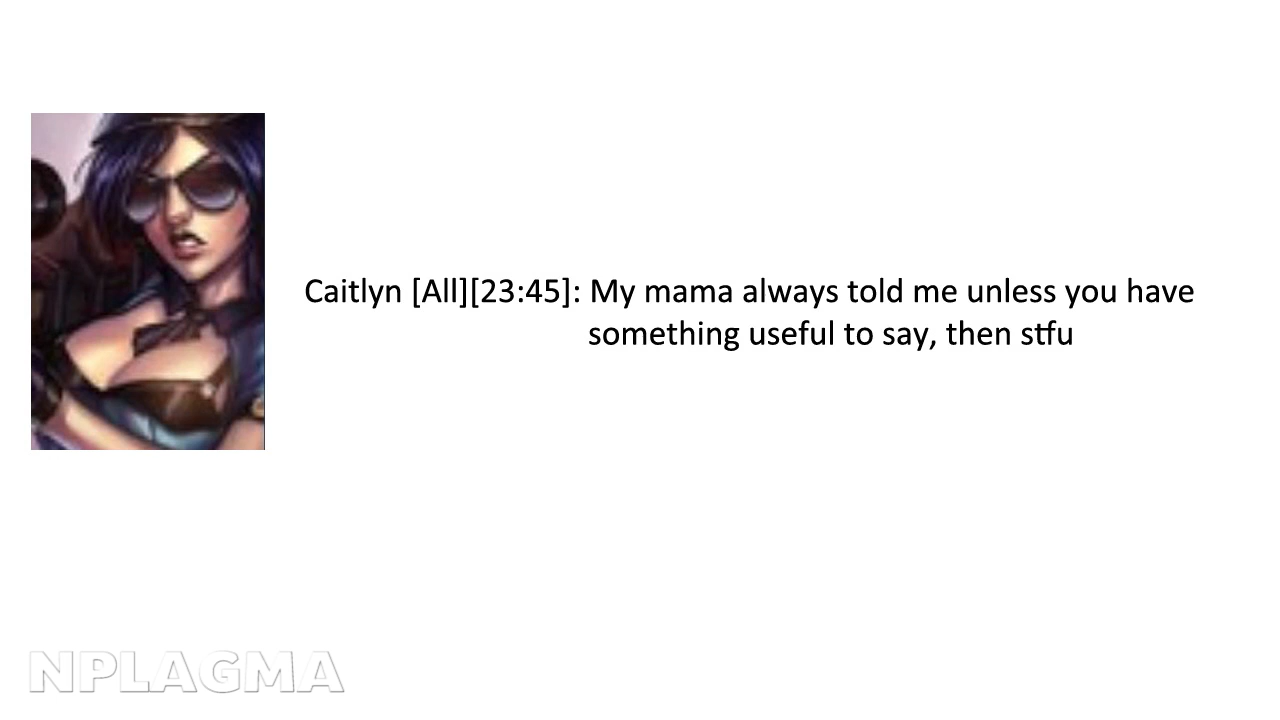 Caitlyn [All][23:45]: My mama always told me unless you have
something useful to say, then stfu
NPLAGMA